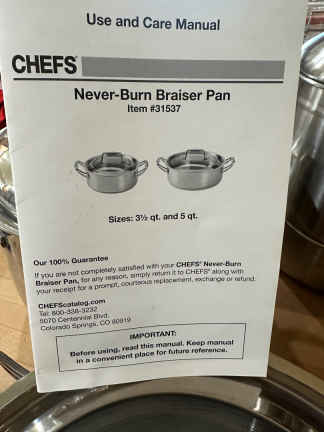 Use and Care Manual
CHEFS®
Never-Burn Braiser Pan
Item #31537
Sizes: 3½ qt. and 5 qt.
Our 100% Guarantee
If you are not completely satisfied with your CHEFS® Never-Burn
Braiser Pan, for any reason, simply return it to CHEFS® along with
your receipt for a prompt, courteous replacement, exchange or refund.
CHEFScatalog.com
Tel: 800-338-3232
5070 Centennial Blvd.
Colorado Springs, CO 80919
IMPORTANT:
Before using, read this manual. Keep manual
in a convenient place for future reference.